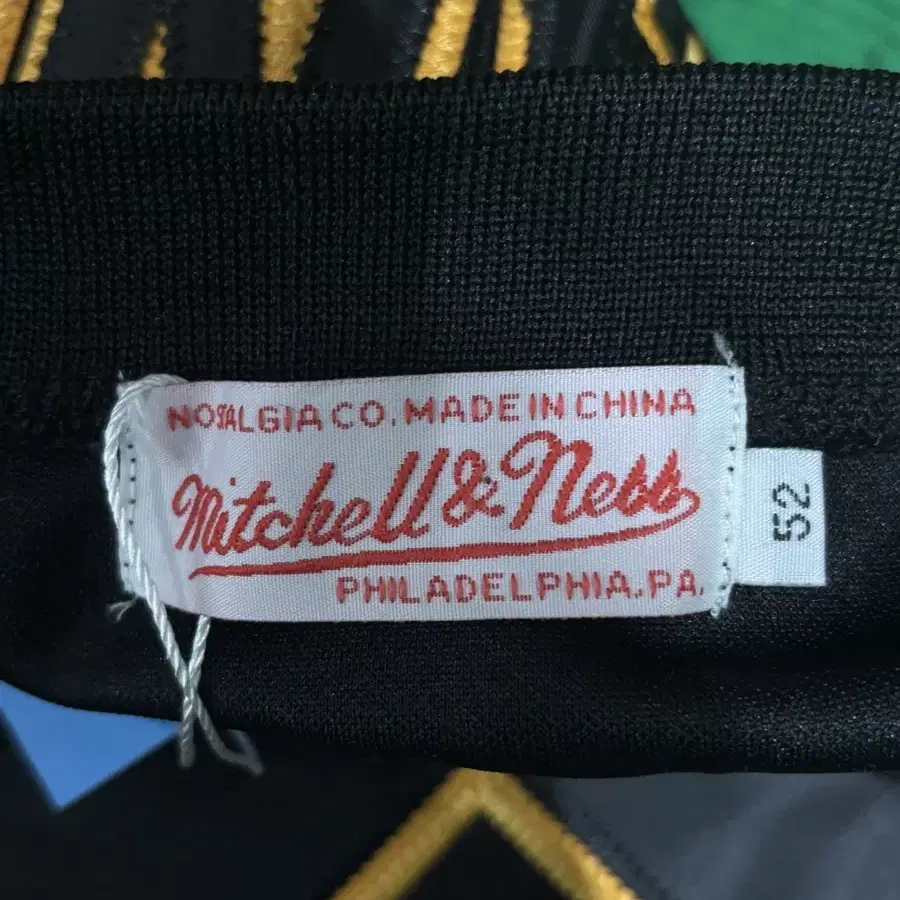 NOSTALGIA CO. MADE IN CHINA
Mitchell & Ness
PHILADELPHIA, PA.
52